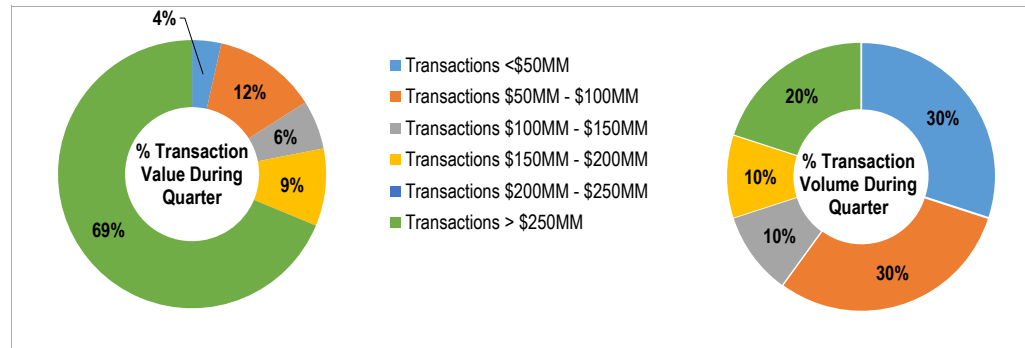 4%
12%
6%
9%
69%
% Transaction
Value During
Quarter
Transactions <$50MM
Transactions $50MM - $100MM
Transactions $100MM - $150MM
Transactions $150MM - $200MM
Transactions $200MM - $250MM
Transactions > $250MM
20%
30%
10%
10%
30%
% Transaction
Volume During
Quarter